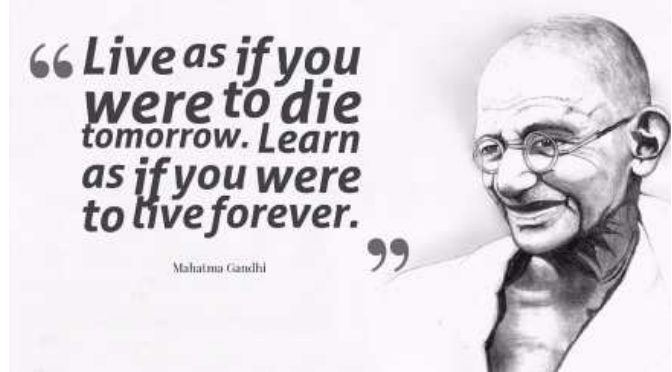 “ Live as if you
were to die
tomorrow. Learn
as if you were
to live forever. ”
Mahatma Gandhi